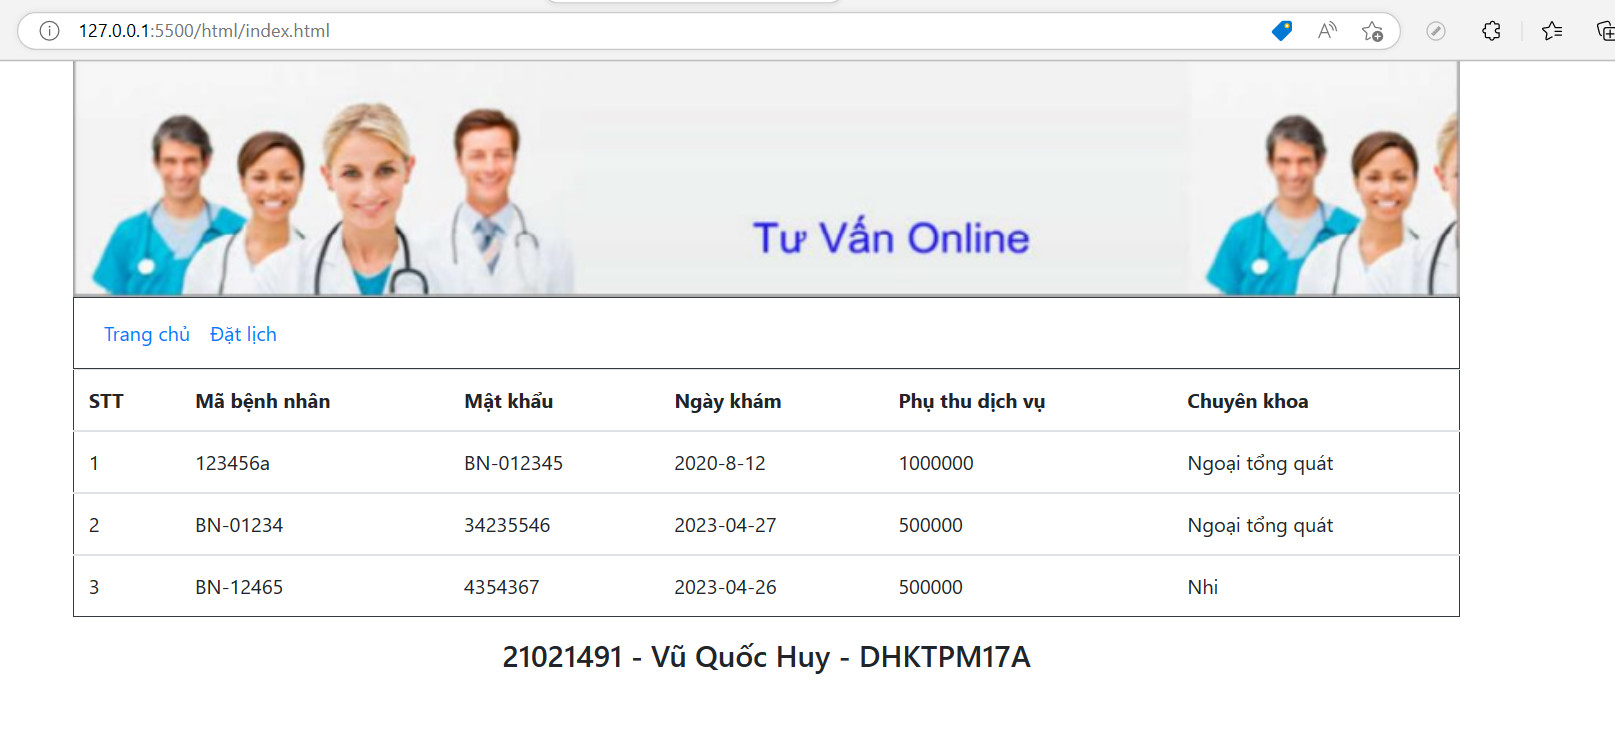 127.0.0.1:5500/html/index.html
Tư Vấn Online
Trang chủ Đặt lịch
STT Mã bệnh nhân Mật khẩu Ngày khám Phụ thu dịch vụ Chuyên khoa
1 123456a BN-012345 2020-8-12 1000000 Ngoại tổng quát
2 BN-01234 34235546 2023-04-27 500000 Ngoại tổng quát
3 BN-12465 4354367 2023-04-26 500000 Nhi
21021491 - Vũ Quốc Huy - DHKTPM17A